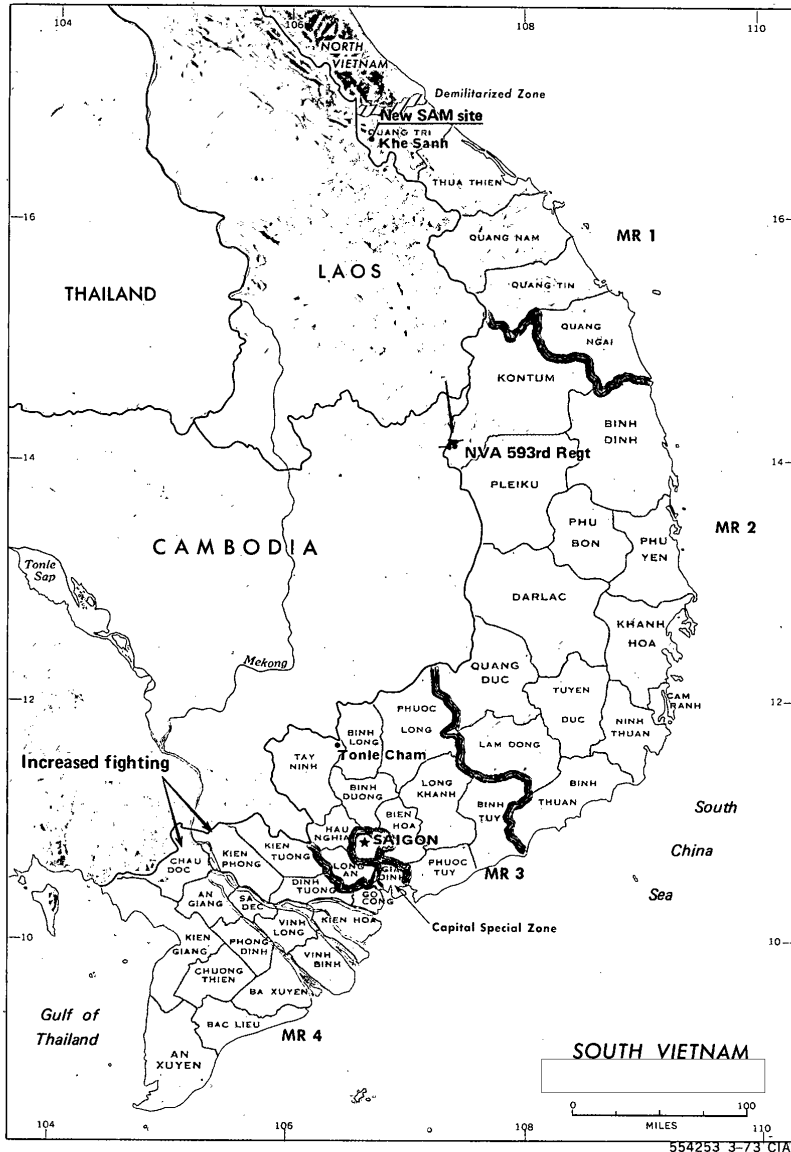 104
106
108
110
NORTH
VIETNAM
Demilitarized Zone
New SAM site
QUANG TRI
Khe Sanh
THUA THIEN
16
16
QUANG NAM
MR 1
LAOS
THAILAND
QUANG TIN
QUANG
NGAI
KONTUM
BINH
DINH
14
14
NVA 593rd Regt
PLEIKU
PHU
BON
PHU
YEN
MR 2
CAMBODIA
Tonle
Sap
DARLAC
KHANH
HOA
Mekong
QUANG
DUC
TUYEN
DUC
CAM
RANH
12
12
PHUOC
LONG
NINH
THUAN
BINH
LONG
Tonle Cham
LAM DONG
TAY
NINH
Increased fighting
BINH
DUONG
LONG
KHANH
BINH
THUAN
BINH
TUY
BIEN
HOA
HAU
NGHIA
SAIGON
South
China
Sea
CHAU
DOC
KIEN
PHONG
KIEN
TUONG
LONG
AN
GIA
DINH
PHUOC
TUY
MR 3
AN
GIANG
SA
DEC
DINH
TUONG
GO
CONG
Capital Special Zone
VINH
LONG
KIEN HOA
10
10
KIEN
GIANG
PHONG
DINH
VINH
BINH
CHUONG
THIEN
BA XUYEN
Gulf of
Thailand
BAC LIEU
MR 4
AN
XUYEN
SOUTH VIETNAM
0
100
MILES
104
106
108
110
554253 3-73 CIA